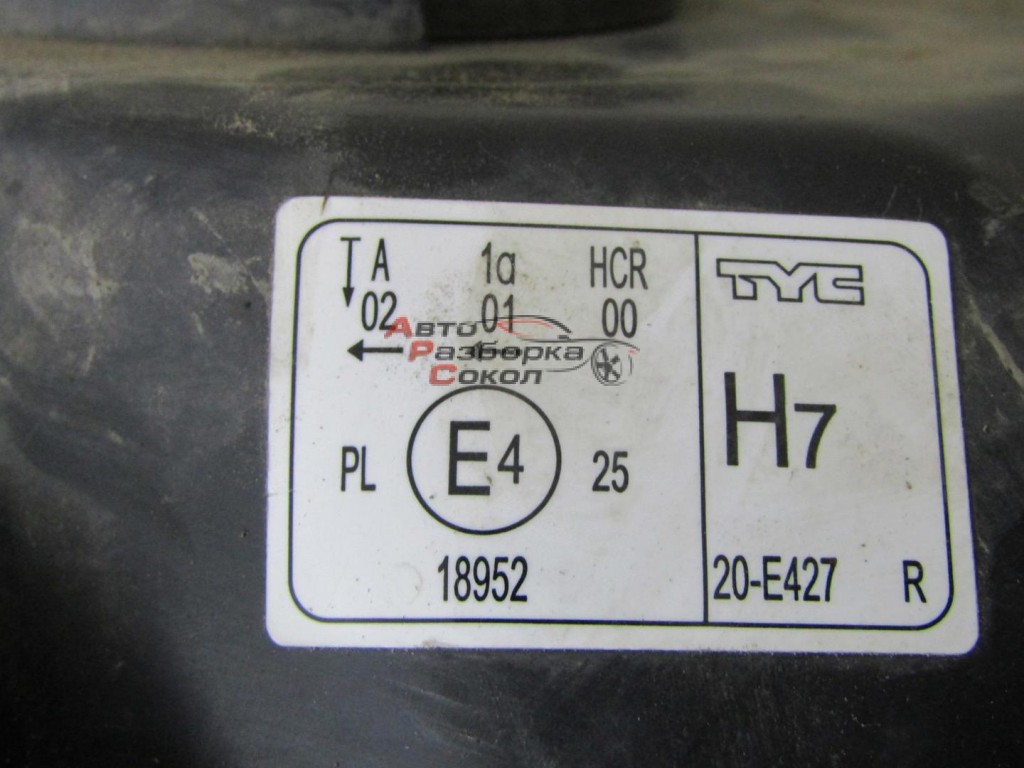 A 1a HCR
02 01 00
Авто
Разборка
Сокол
PL E4 25
18952
TYC
H7
20-E427 R